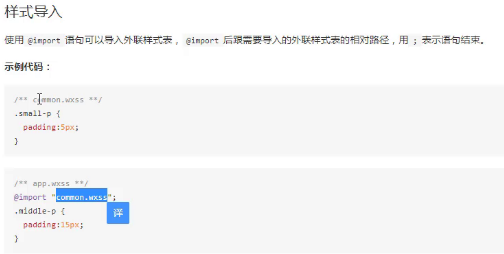 样式导入
使用 @import 语句可以导入外联样式表， @import 后跟需要导入的外联样式表的相对路径，用 ; 表示语句结束。
示例代码：
/** common.wxss **/
.small-p {
  padding:5px;
}
/** app.wxss **/
@import "common.wxss";
.middle-p {
  padding:15px;
}
译